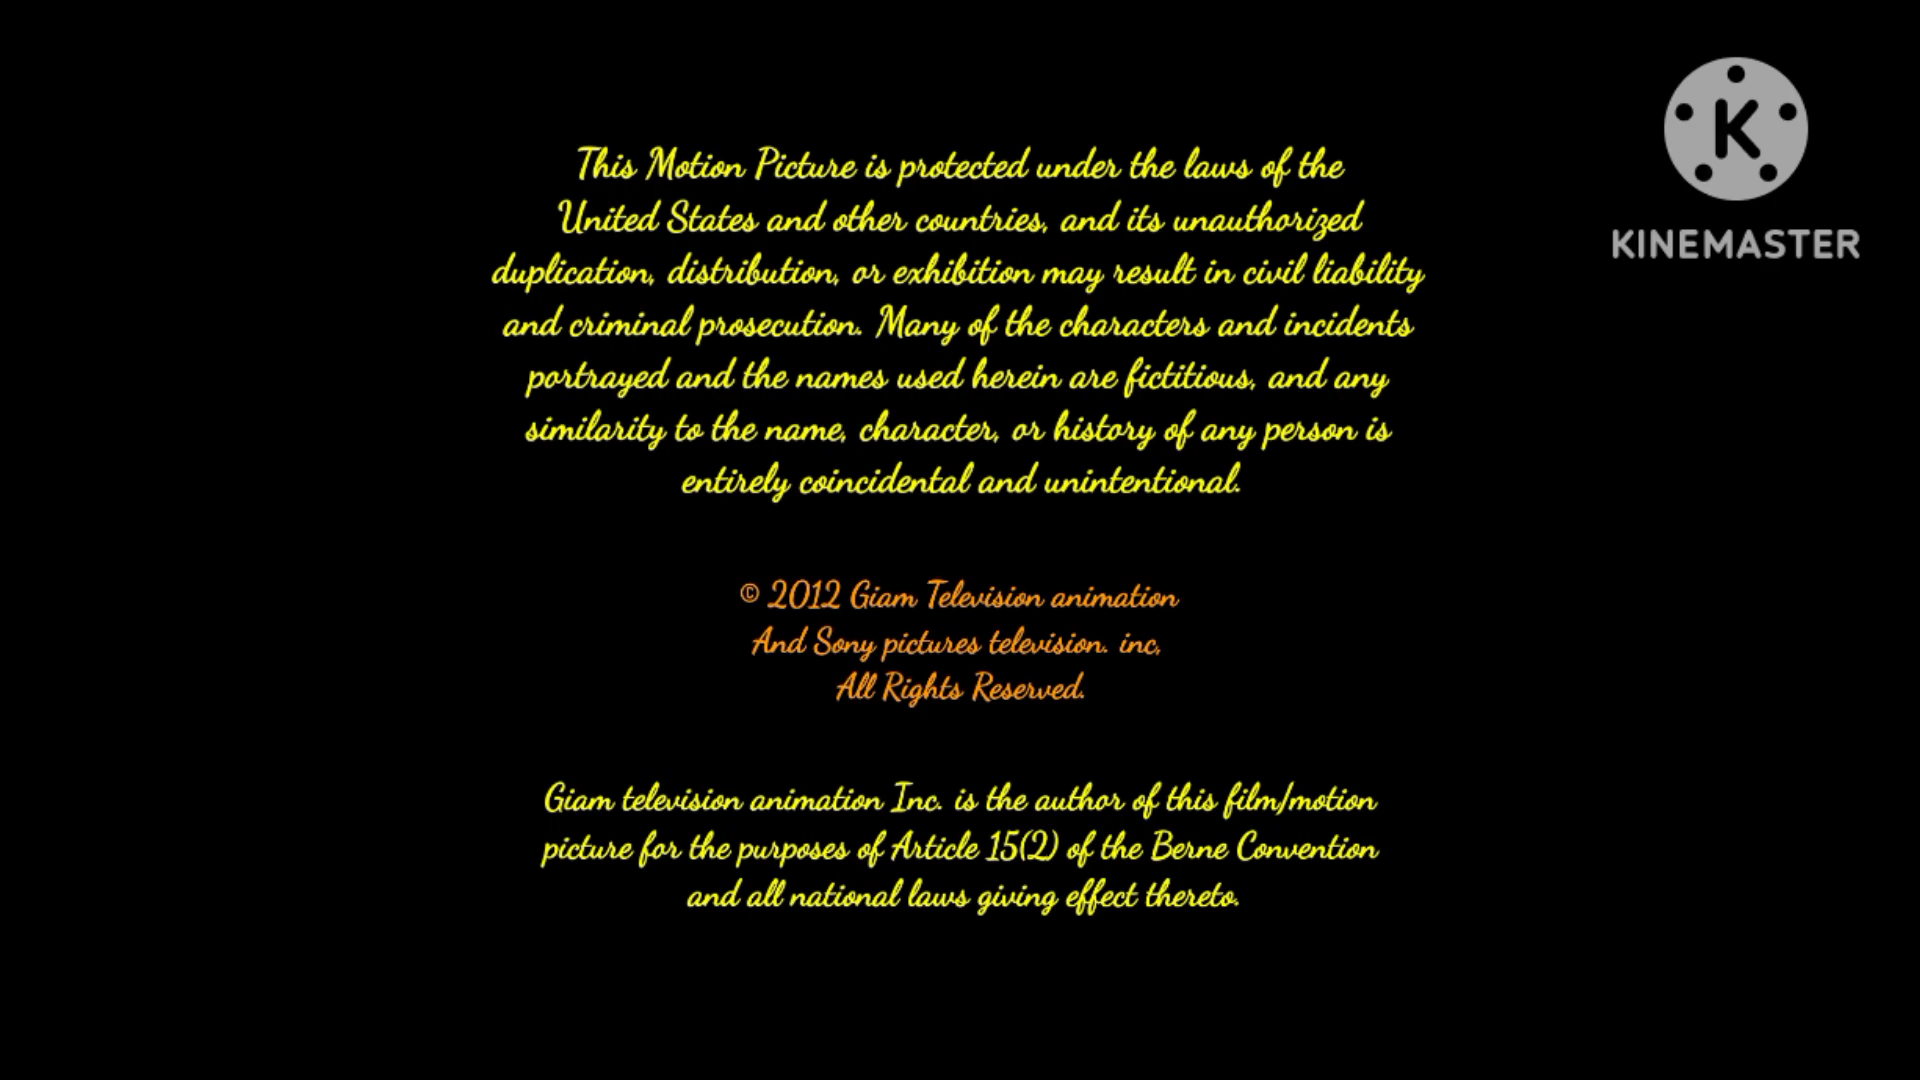 This Motion Picture is protected under the laws of the
United States and other countries, and its unauthorized
duplication, distribution, or exhibition may result in civil liability
and criminal prosecution. Many of the characters and incidents
portrayed and the names used herein are fictitious, and any
similarity to the name, character, or history of any person is
entirely coincidental and unintentional.
© 2012 Giam Television animation
And Sony pictures television. inc,
All Rights Reserved.
Giam television animation Inc. is the author of this film/motion
picture for the purposes of Article 15(2) of the Berne Convention
and all national laws giving effect thereto.
K
KINEMASTER